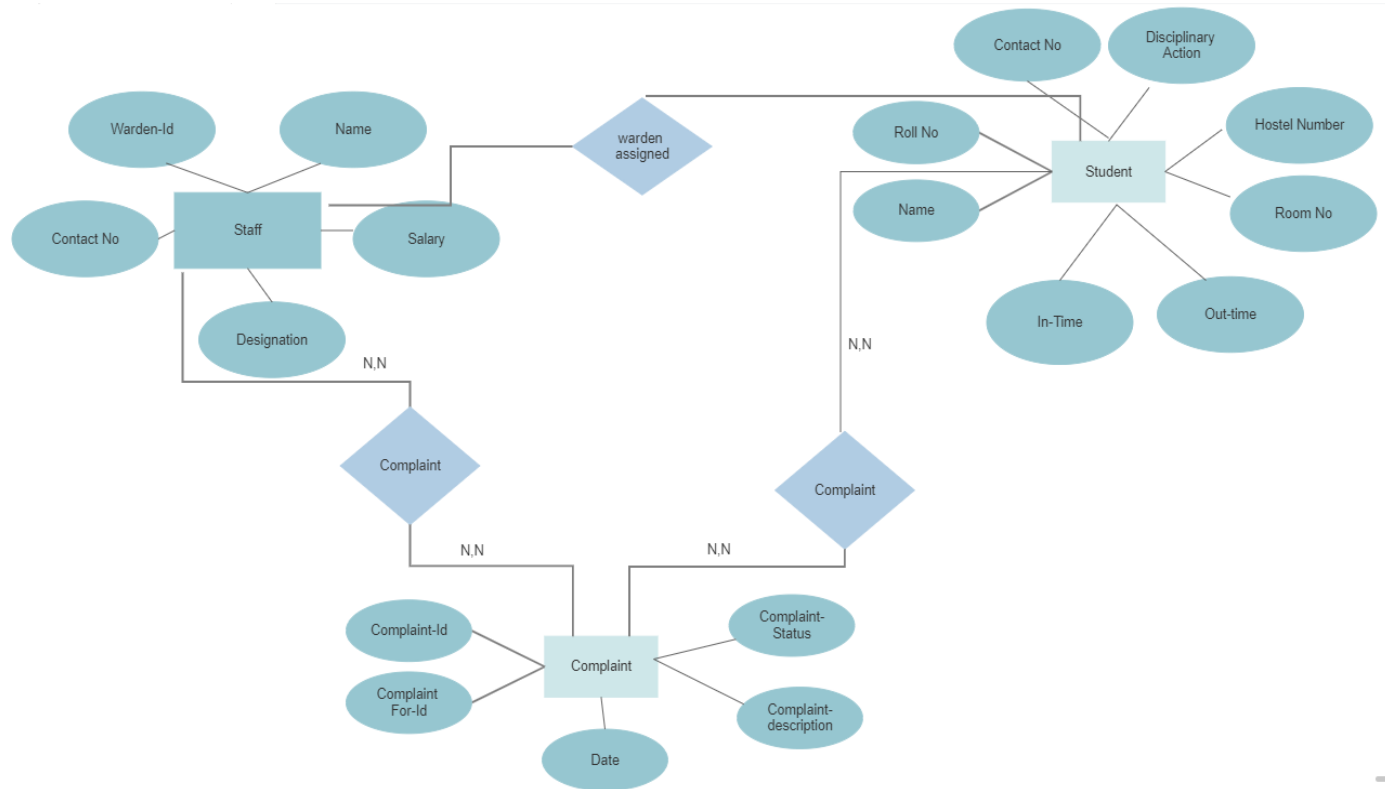 Contact No
Disciplinary
Action
Warden-Id
Name
warden
assigned
Roll No
Hostel Number
Student
Name
Room No
Contact No
Staff
Salary
In-Time
Out-time
Designation
N,N
N,N
Complaint
Complaint
N,N
N,N
Complaint-Id
Complaint-
Status
Complaint
Complaint
For-Id
Complaint-
description
Date